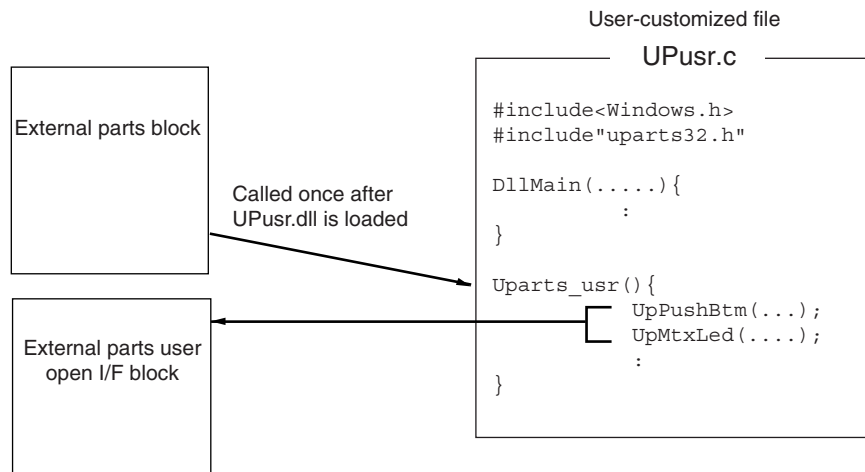 User-customized file
UPusr.c
External parts block
#include<Windows.h>
#include"uparts32.h"
DllMain(.....){
:
}
Called once after
UPusr.dll is loaded
Uparts_usr(){
UpPushBtm(...);
UpMtxLed(....);
:
}
External parts user
open I/F block